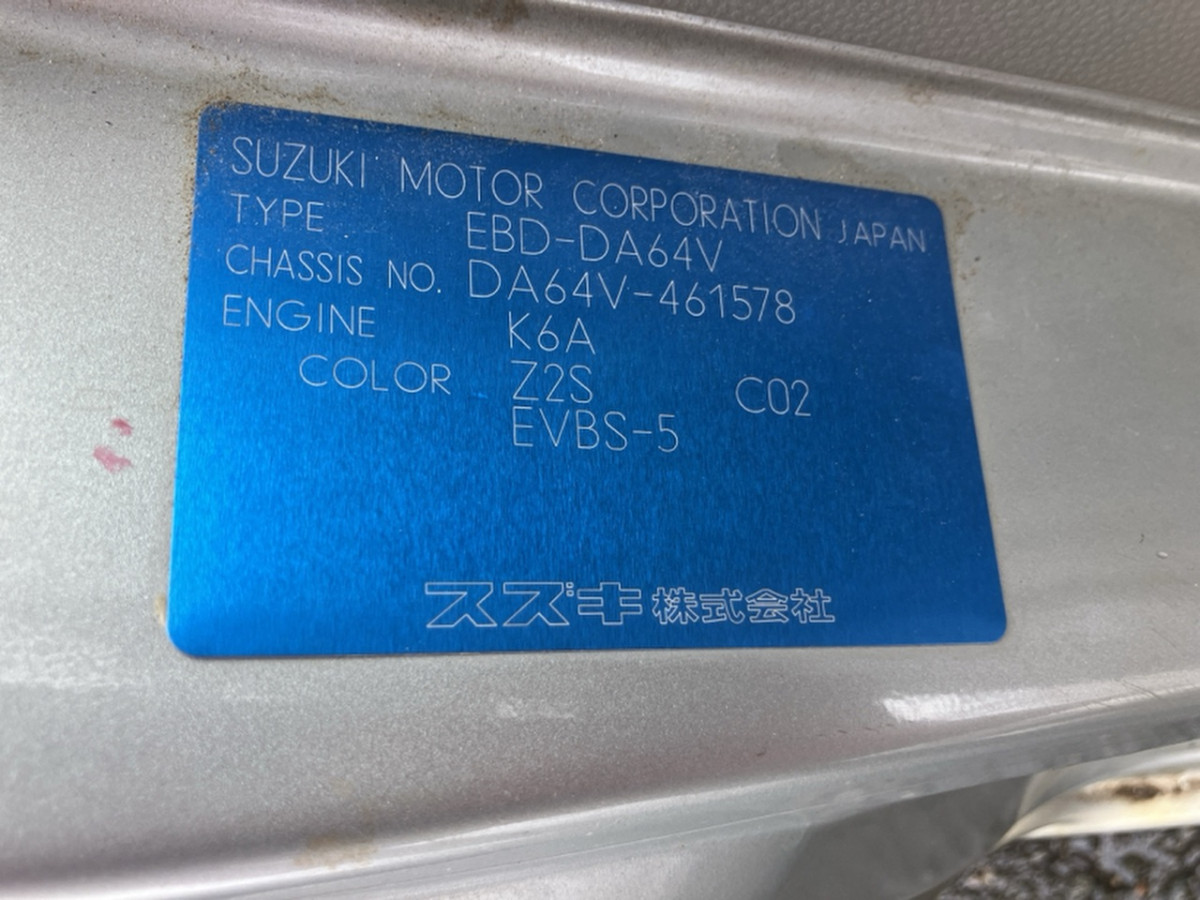 SUZUKI MOTOR CORPORATION JAPAN
TYPE EBD-DA64V
CHASSIS NO. DA64V-461578
ENGINE K6A
COLOR Z2S C02
EVBS-5
スズキ株式会社